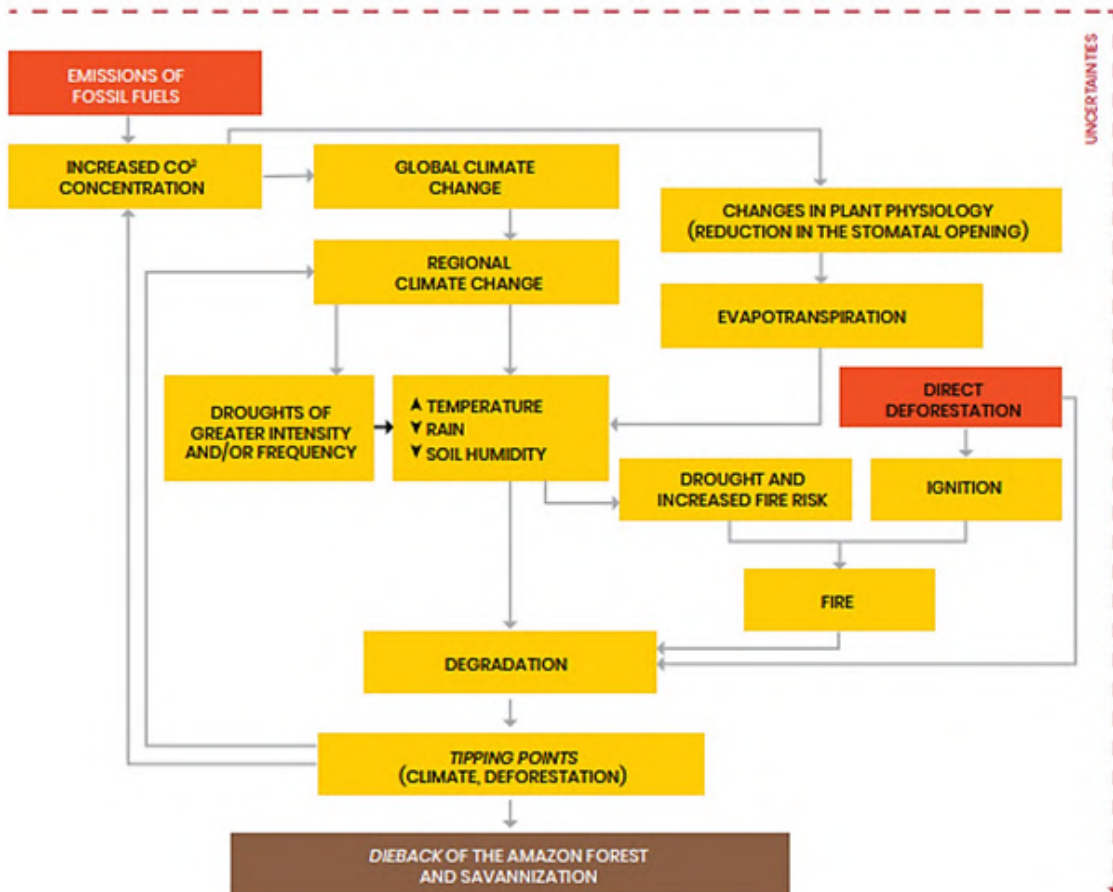 UNCERTAINTIES
EMISSIONS OF
FOSSIL FUELS
INCREASED CO²
CONCENTRATION
GLOBAL CLIMATE
CHANGE
CHANGES IN PLANT PHYSIOLOGY
(REDUCTION IN THE STOMATAL OPENING)
REGIONAL
CLIMATE CHANGE
EVAPOTRANSPIRATION
DIRECT
DEFORESTATION
DROUGHTS OF
GREATER INTENSITY
AND/OR FREQUENCY
TEMPERATURE
RAIN
SOIL HUMIDITY
DROUGHT AND
INCREASED FIRE RISK
IGNITION
FIRE
DEGRADATION
TIPPING POINTS
(CLIMATE, DEFORESTATION)
DIEBACK OF THE AMAZON FOREST
AND SAVANNIZATION